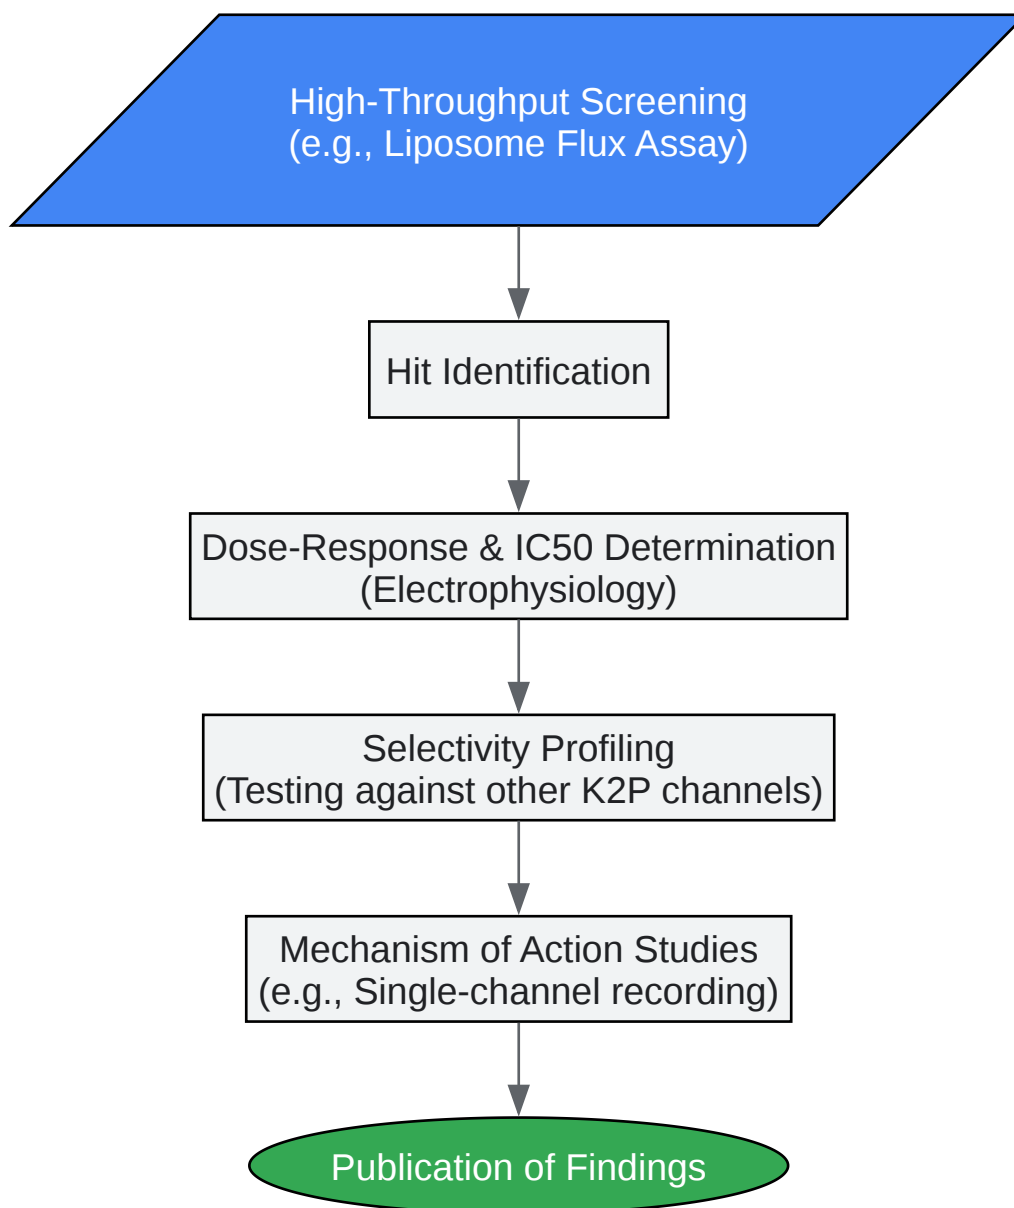 High-Throughput Screening
(e.g., Liposome Flux Assay)
Hit Identification
Dose-Response & IC50 Determination
(Electrophysiology)
Selectivity Profiling
(Testing against other K2P channels)
Mechanism of Action Studies
(e.g., Single-channel recording)
Publication of Findings